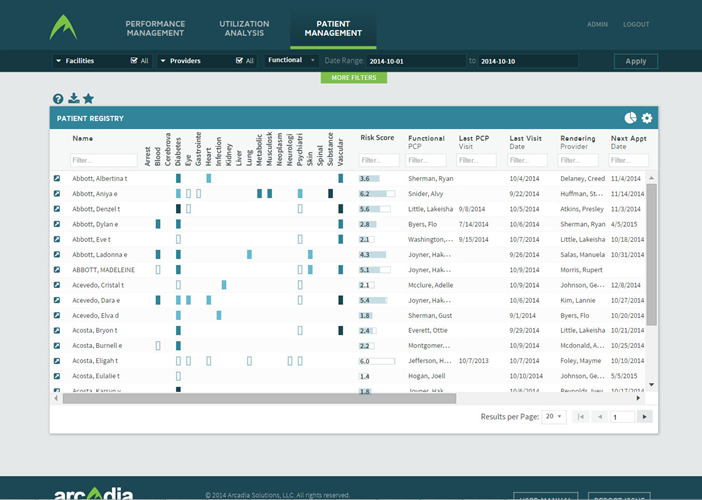 PERFORMANCE MANAGEMENT
UTILIZATION ANALYSIS
PATIENT MANAGEMENT
ADMIN LOGOUT
Facilities All Providers All Functional Date Range: 2014-10-01 to 2014-10-10 Apply
MORE FILTERS
PATIENT REGISTRY
Name Arrest Blood Cerebrova Diabetes Eye Gastrointe Heart Infection Kidney Liver Lung Metabolic Musculosk Neoplasm Neurologi Psychiatri Skin Spinal Substance Vascular Risk Score Functional PCP Last PCP Visit Last Visit Date Rendering Provider Next Appt Date
Filter... Filter... Filter... Filter... Filter... Filter... Filter...
Abbott, Albertina t 3.6 Sherman, Ryan 10/4/2014 Delaney, Creed 11/4/2014
Abbott, Aniya e 6.2 Snider, Alvy 9/22/2014 Huffman, St... 11/14/2014
Abbott, Denzel t 5.6 Little, Lakeisha 9/8/2014 10/5/2014 Atkins, Presley 11/3/2014
Abbott, Dylan e 2.8 Byers, Flo 7/14/2014 10/6/2014 Sherman, Ryan 4/5/2015
Abbott, Eve t 2.1 Washington,... 9/15/2014 10/7/2014 Little, Lakeisha 10/18/2014
Abbott, Ladonna e 4.3 Joyner, Hak... 9/26/2014 Salas, Manuela 10/31/2014
ABBOTT, MADELEINE 5.1 Joyner, Hak... 10/9/2014 Morris, Rupert
Acevedo, Cristal t 2.1 Mcclure, Adelle 10/9/2014 Johnson, Ge... 12/8/2014
Acevedo, Dara e 5.4 Joyner, Hak... 10/6/2014 Kim, Lannie 10/27/2014
Acevedo, Elva d 1.8 Sherman, Gust 9/1/2014 Byers, Flo 10/20/2014
Acosta, Bryon t 2.4 Everett, Ottie 9/29/2014 Little, Lakeisha 10/21/2014
Acosta, Burnell e 2.2 Montgomer... 10/9/2014 Mcdonald, A... 10/25/2014
Acosta, Eligah t 6.0 Jefferson, H... 10/7/2013 10/7/2014 Foley, Mayme 10/10/2014
Acosta, Eulalie t 1.4 Hogan, Joell 10/10/2014 Johnson, Ge... 5/5/2015
Acosta, Karryn v 1.8 Joyner, Hak... 10/6/2014 Reynolds, Ivey 10/17/2014
Results per Page: 20 1
arcadia
© 2014 Arcadia Solutions, LLC. All rights reserved.
USER MANUAL REPORT ISSUE